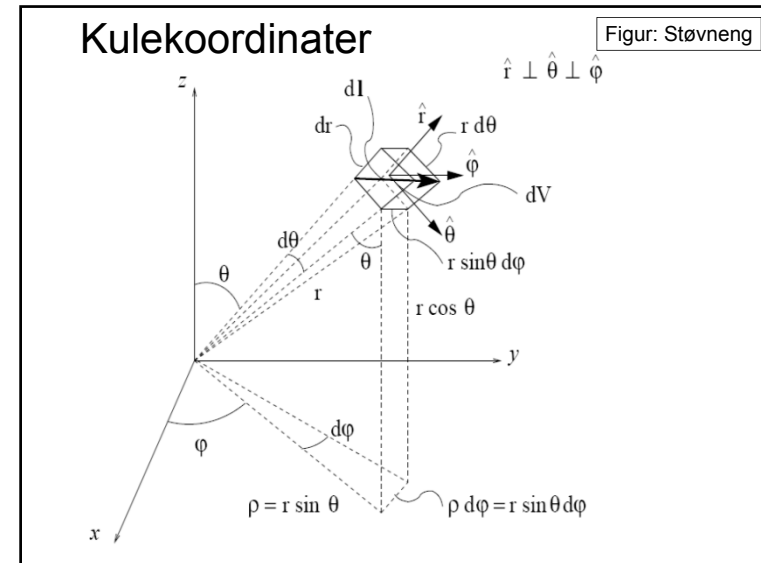 Kulekoordinater
Figur: Støvneng
r̂ ⊥ θ̂ ⊥ φ̂
z
dl
dr
r̂
r dθ
φ̂
dV
θ̂
dθ
θ
θ
r
r sinθ dφ
r cos θ
y
φ
dφ
ρ = r sin θ
ρ dφ = r sinθ dφ
x